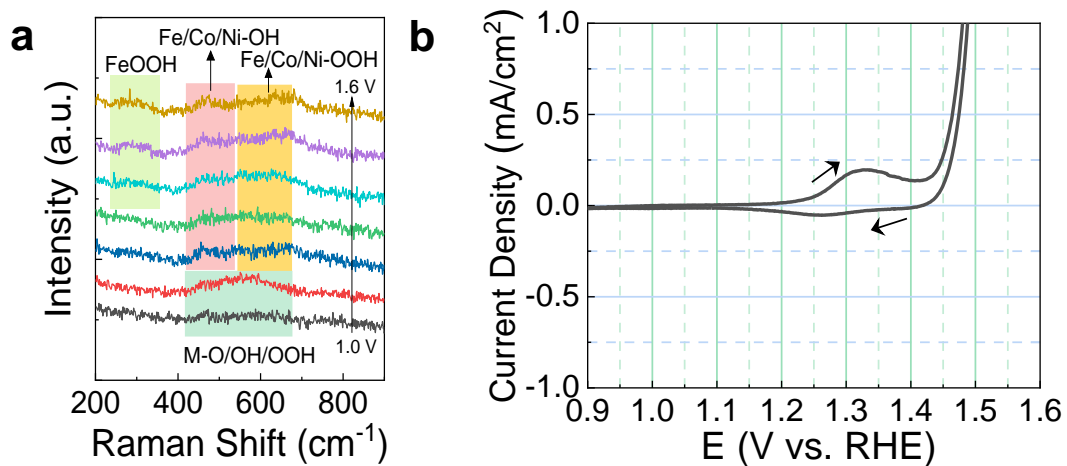 a
Fe/Co/Ni-OH
Fe/Co/Ni-OOH
FeOOH
1.6 V
Intensity (a.u.)
1.0 V
M-O/OH/OOH
200 400 600 800
Raman Shift (cm⁻¹)
b
1.0
0.5
0.0
-0.5
-1.0
Current Density (mA/cm²)
0.9 1.0 1.1 1.2 1.3 1.4 1.5 1.6
E (V vs. RHE)